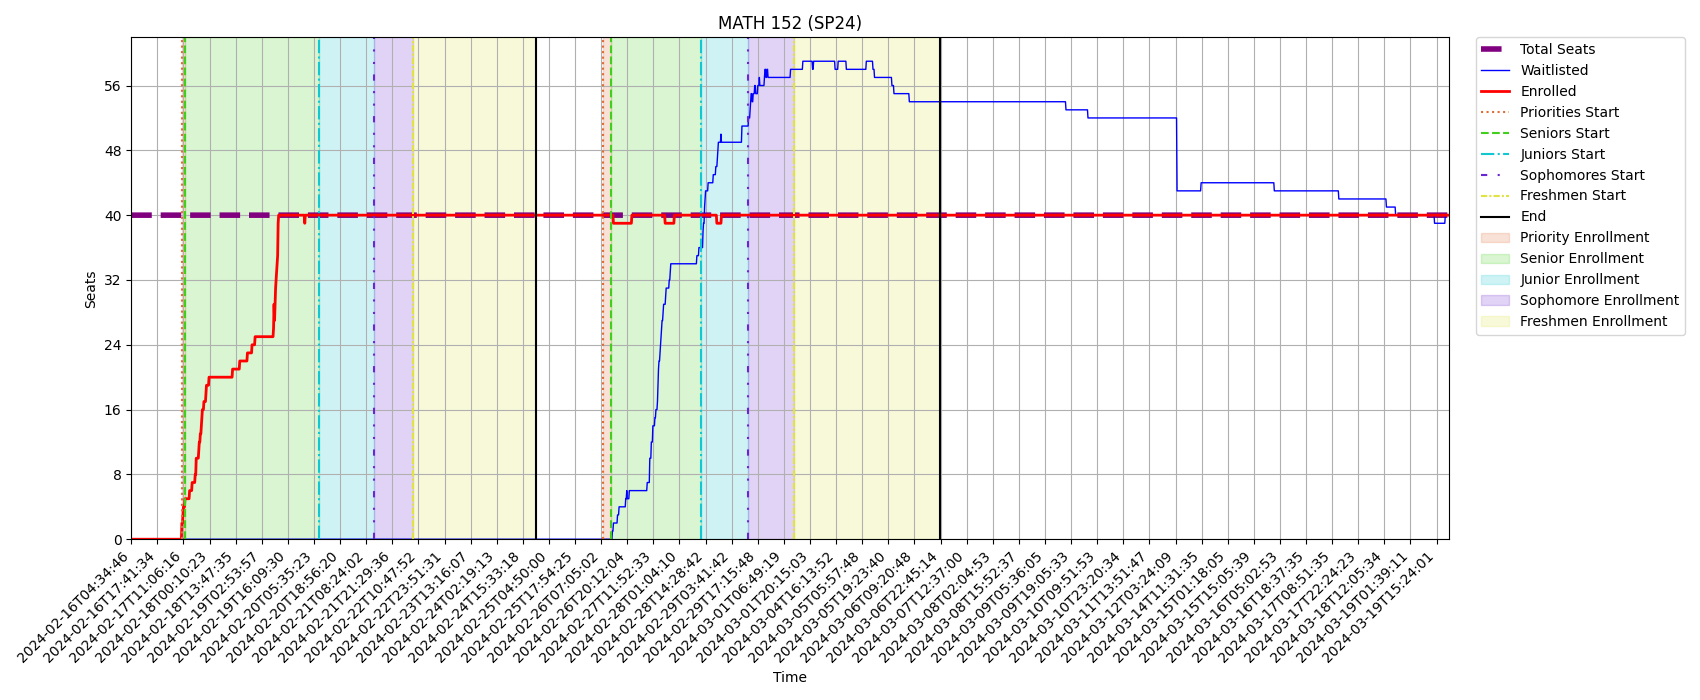 MATH 152 (SP24)
Seats
56
48
40
32
24
16
8
0
2024-02-16T04:34:46
2024-02-16T17:41:34
2024-02-17T11:06:16
2024-02-18T00:10:23
2024-02-18T13:47:35
2024-02-19T02:53:57
2024-02-19T16:09:30
2024-02-20T05:35:23
2024-02-20T18:56:20
2024-02-21T08:24:02
2024-02-21T21:29:36
2024-02-22T10:47:52
2024-02-22T23:51:31
2024-02-23T13:16:07
2024-02-24T02:19:13
2024-02-24T15:33:18
2024-02-25T04:50:00
2024-02-25T17:54:25
2024-02-26T07:05:02
2024-02-26T20:12:04
2024-02-27T11:52:33
2024-02-28T01:04:10
2024-02-28T14:28:42
2024-02-29T03:41:42
2024-02-29T17:15:48
2024-03-01T06:49:19
2024-03-01T20:15:03
2024-03-04T16:13:52
2024-03-05T05:57:48
2024-03-05T19:23:40
2024-03-06T09:20:48
2024-03-06T22:45:14
2024-03-07T12:37:00
2024-03-08T02:04:53
2024-03-08T15:52:37
2024-03-09T05:36:05
2024-03-09T19:05:33
2024-03-10T09:51:53
2024-03-10T23:20:34
2024-03-11T13:51:47
2024-03-12T03:24:09
2024-03-14T11:31:35
2024-03-15T01:18:05
2024-03-15T15:05:39
2024-03-16T05:02:53
2024-03-16T18:37:35
2024-03-17T08:51:35
2024-03-17T22:24:23
2024-03-18T12:05:34
2024-03-19T01:39:11
2024-03-19T15:24:01
Time
Total Seats
Waitlisted
Enrolled
Priorities Start
Seniors Start
Juniors Start
Sophomores Start
Freshmen Start
End
Priority Enrollment
Senior Enrollment
Junior Enrollment
Sophomore Enrollment
Freshmen Enrollment